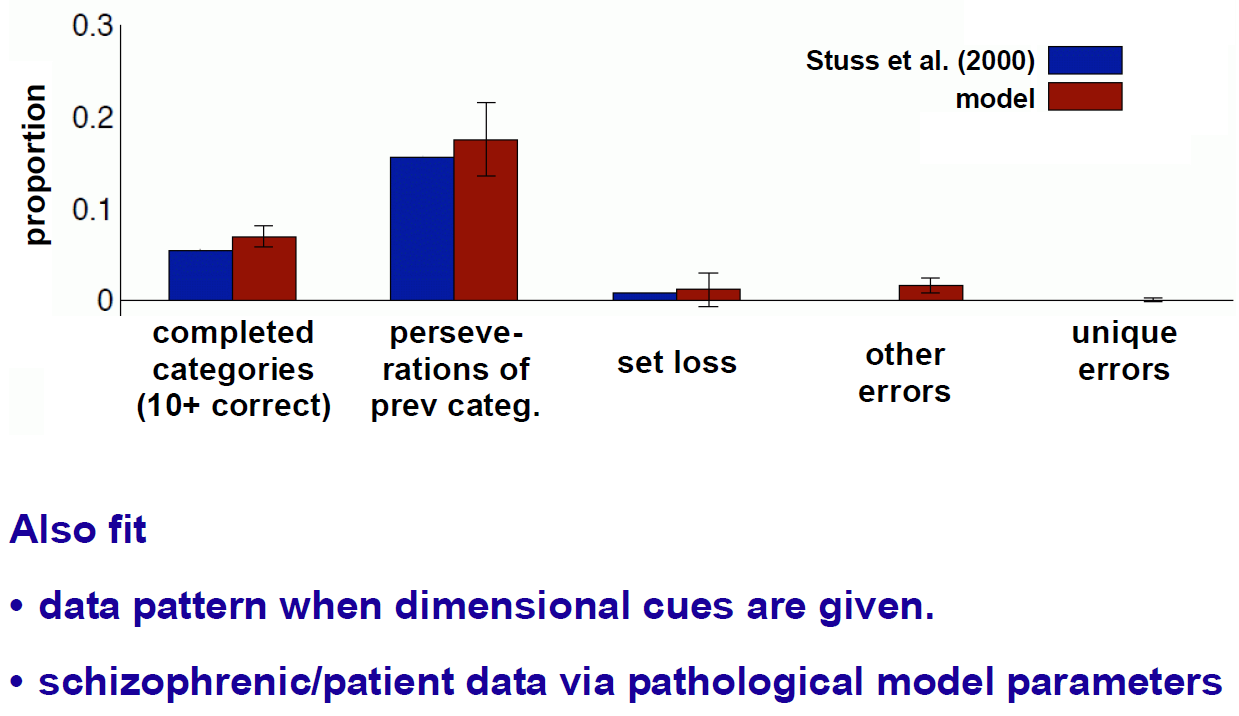 0.3
0.2
0.1
0
proportion
Stuss et al. (2000)
model
completed
categories
(10+ correct)
perseve-
rations of
prev categ.
set loss
other
errors
unique
errors
Also fit
• data pattern when dimensional cues are given.
• schizophrenic/patient data via pathological model parameters